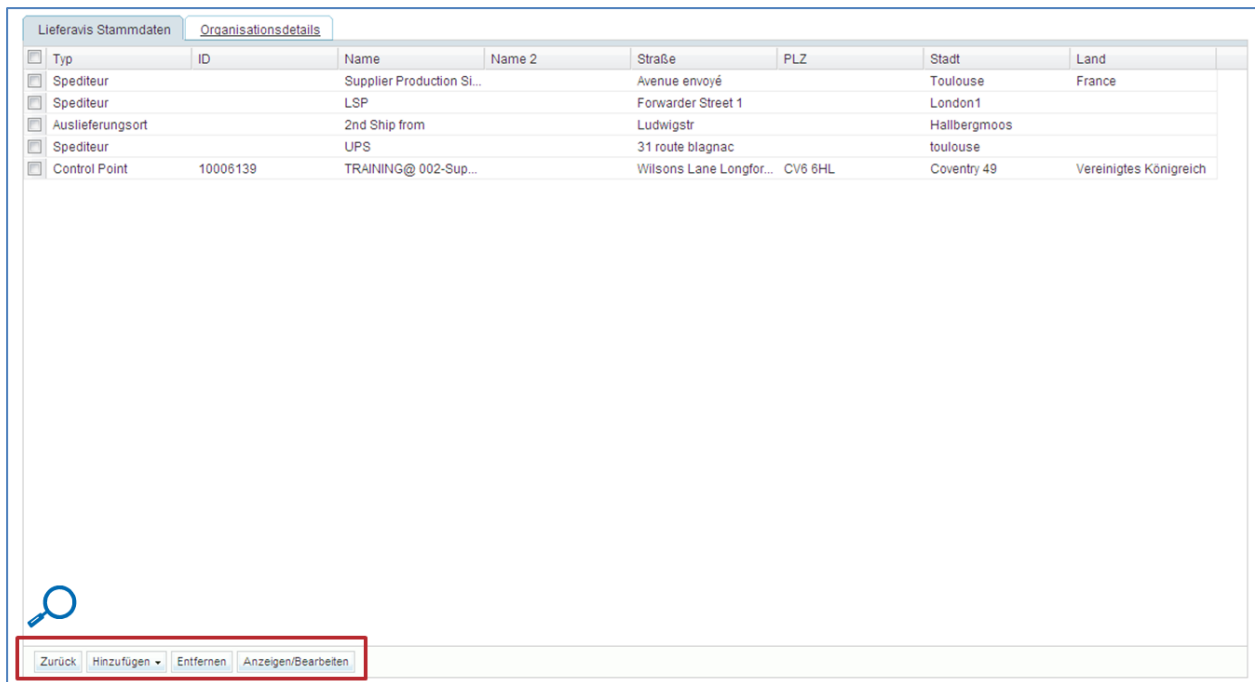 Lieferavis Stammdaten Organisationsdetails
Typ ID Name Name 2 Straße PLZ Stadt Land
Spediteur Supplier Production Si... Avenue envoyé Toulouse France
Spediteur LSP Forwarder Street 1 London1
Auslieferungsort 2nd Ship from Ludwigstr Hallbergmoos
Spediteur UPS 31 route blagnac toulouse
Control Point 10006139 TRAINING@ 002-Sup... Wilsons Lane Longfor... CV6 6HL Coventry 49 Vereinigtes Königreich
Zurück Hinzufügen Entfernen Anzeigen/Bearbeiten